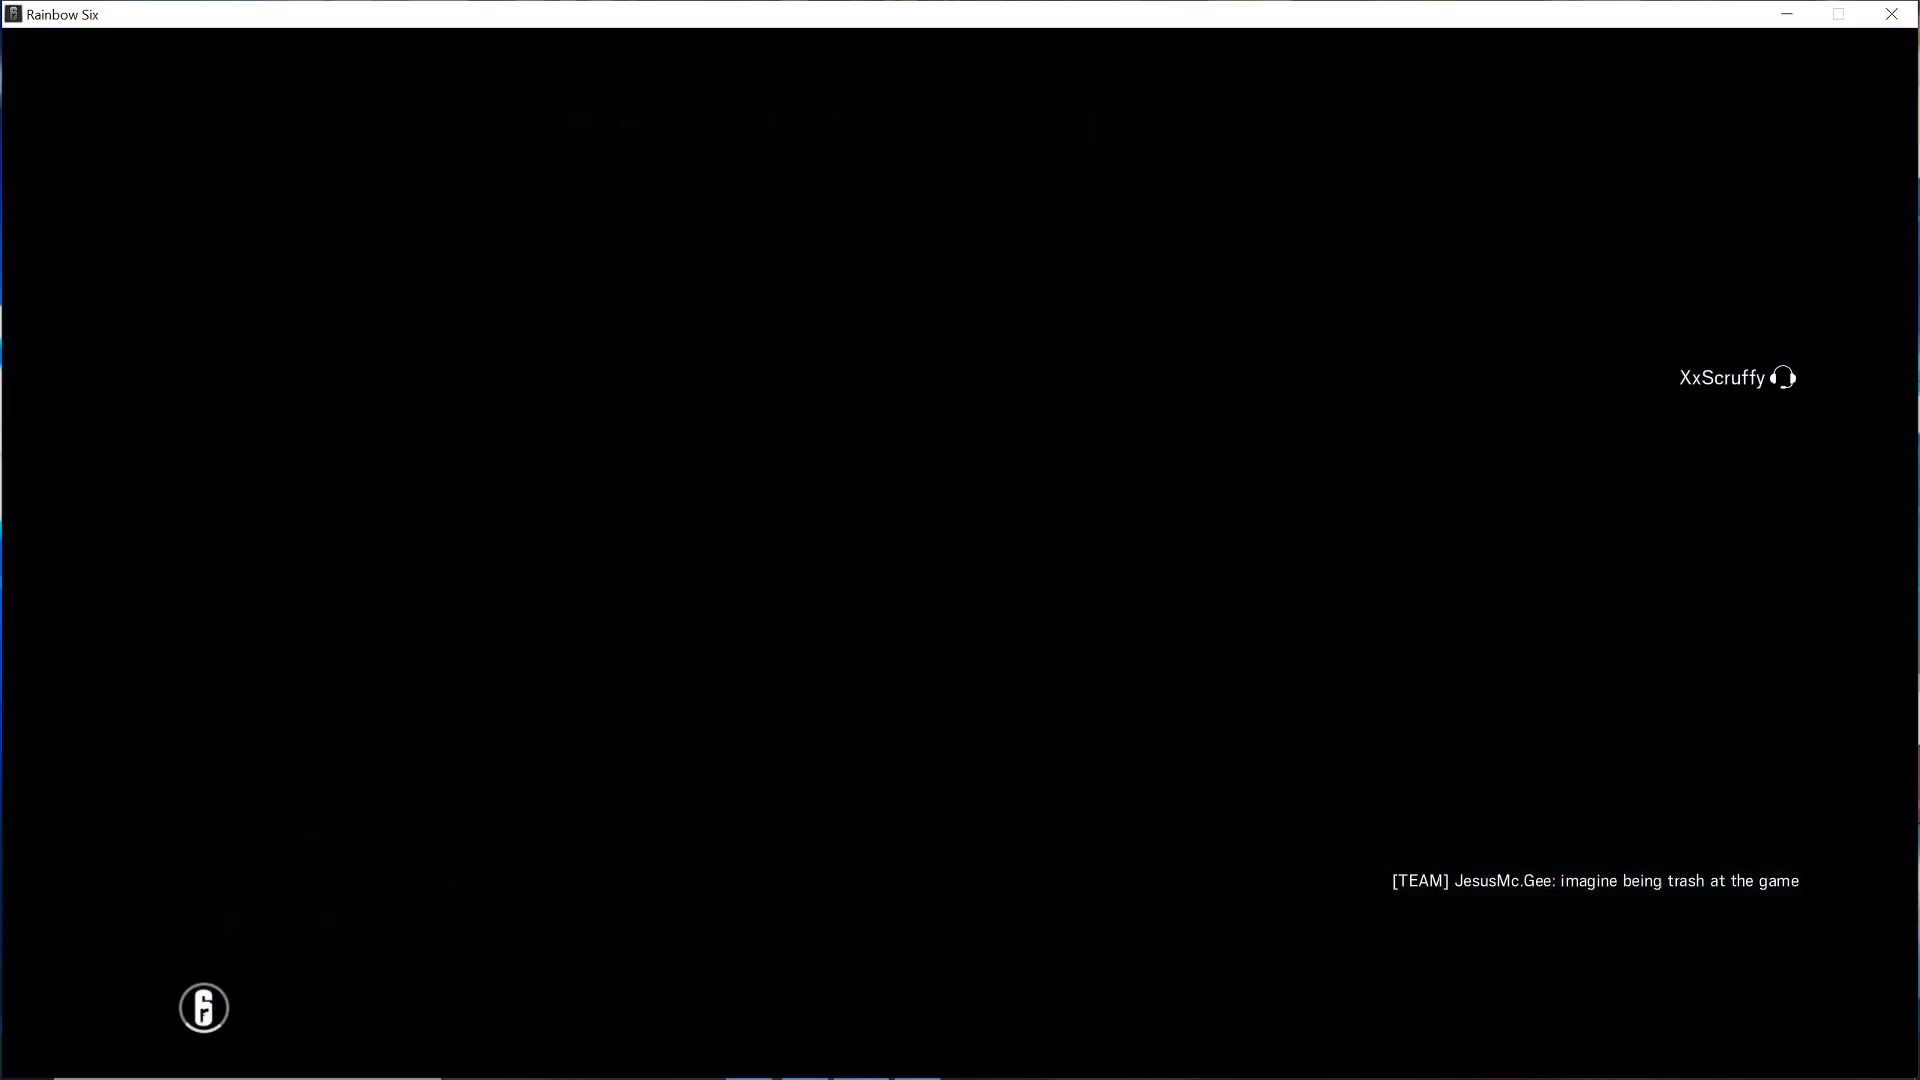 Rainbow Six
XxScruffy
[TEAM] JesusMc.Gee: imagine being trash at the game